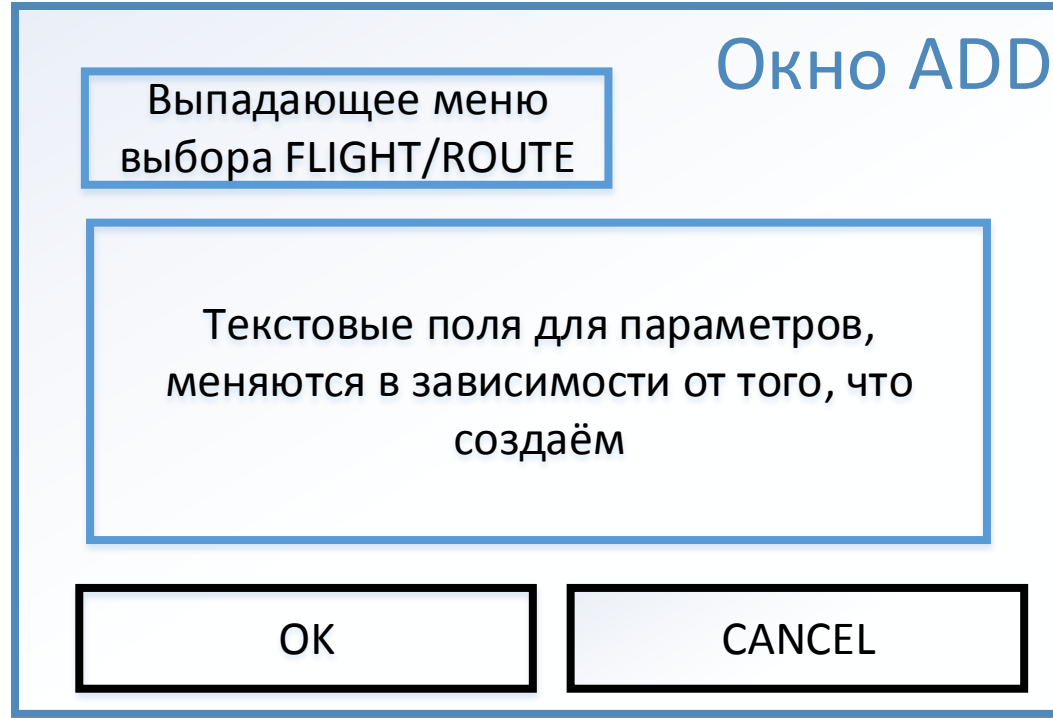 Окно ADD
Выпадающее меню
выбора FLIGHT/ROUTE
Текстовые поля для параметров,
меняются в зависимости от того, что
создаём
OK
CANCEL